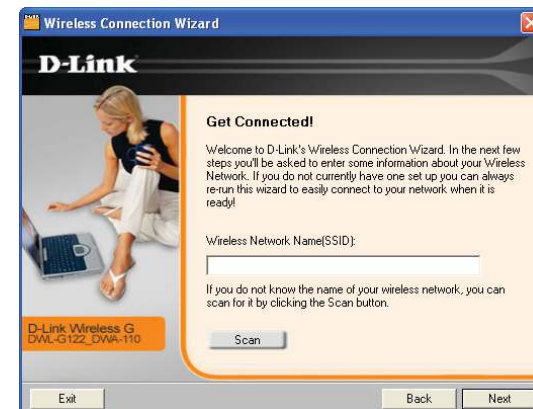 Wireless Connection Wizard
D-Link
Get Connected!
Welcome to D-Link's Wireless Connection Wizard. In the next few
steps you'll be asked to enter some information about your Wireless
Network. If you do not currently have one set up you can always
re-run this wizard to easily connect to your network when it is
ready!
Wireless Network Name(SSID):
If you do not know the name of your wireless network, you can
scan for it by clicking the Scan button.
D-Link Wireless G
DWL-G122_DWA-110
Scan
Exit
Back
Next